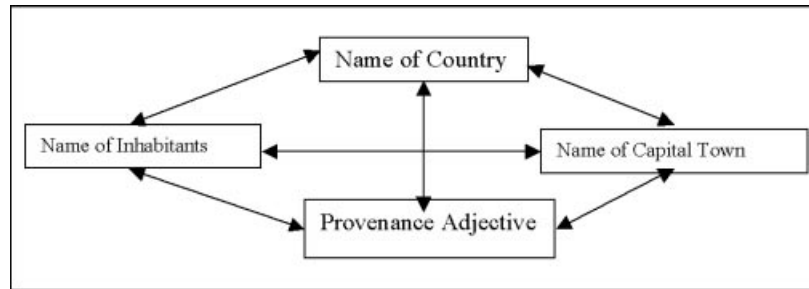 Name of Country
Name of Inhabitants
Name of Capital Town
Provenance Adjective